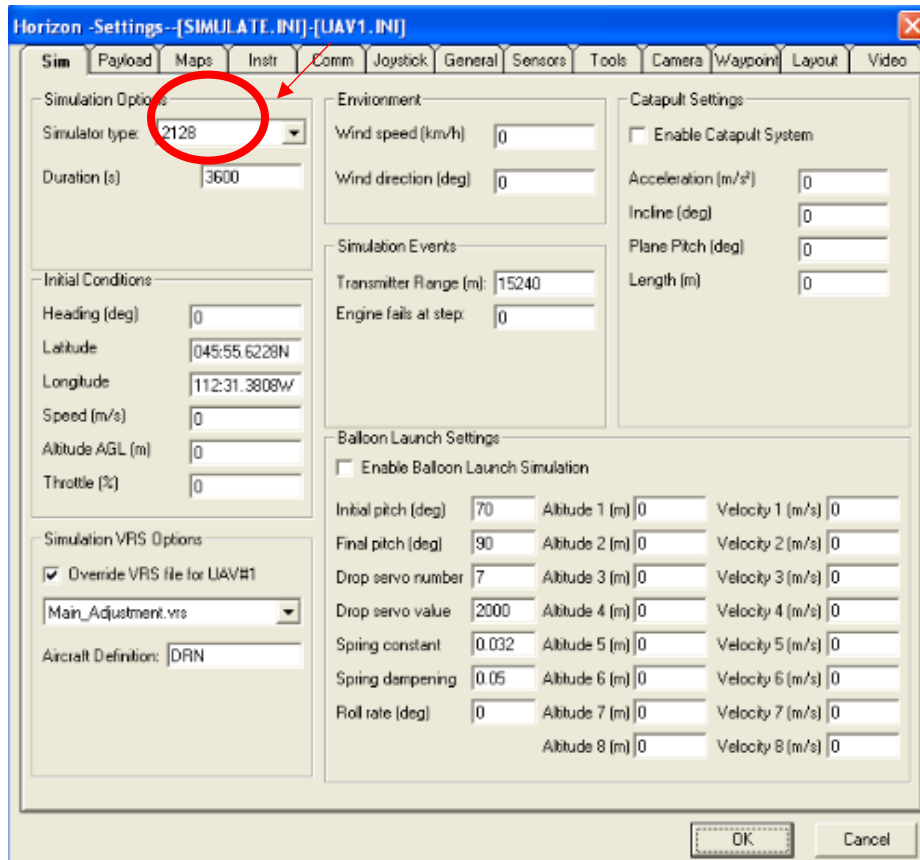 Horizon -Settings--[SIMULATE.INI]-[UAV1.INI]
Sim Payload Maps Instr Comm Joystick General Sensors Tools Camera Waypoint Layout Video
Simulation Options
Simulator type: 2128
Duration (s) 3600
Initial Conditions
Heading (deg) 0
Latitude 045:55.6228N
Longitude 112:31.3808W
Speed (m/s) 0
Altitude AGL (m) 0
Throttle (%) 0
Simulation VRS Options
Override VRS file for UAV#1
Main_Adjustment.vrs
Aircraft Definition: DRN
Environment
Wind speed (km/h) 0
Wind direction (deg) 0
Simulation Events
Transmitter Range (m): 15240
Engine fails at step: 0
Catapult Settings
Enable Catapult System
Acceleration (m/s²) 0
Incline (deg) 0
Plane Pitch (deg) 0
Length (m) 0
Balloon Launch Settings
Enable Balloon Launch Simulation
Initial pitch (deg) 70 Altitude 1 (m) 0 Velocity 1 (m/s) 0
Final pitch (deg) 90 Altitude 2 (m) 0 Velocity 2 (m/s) 0
Drop servo number 7 Altitude 3 (m) 0 Velocity 3 (m/s) 0
Drop servo value 2000 Altitude 4 (m) 0 Velocity 4 (m/s) 0
Spring constant 0.032 Altitude 5 (m) 0 Velocity 5 (m/s) 0
Spring dampening 0.05 Altitude 6 (m) 0 Velocity 6 (m/s) 0
Roll rate (deg) 0 Altitude 7 (m) 0 Velocity 7 (m/s) 0
Altitude 8 (m) 0 Velocity 8 (m/s) 0
OK Cancel